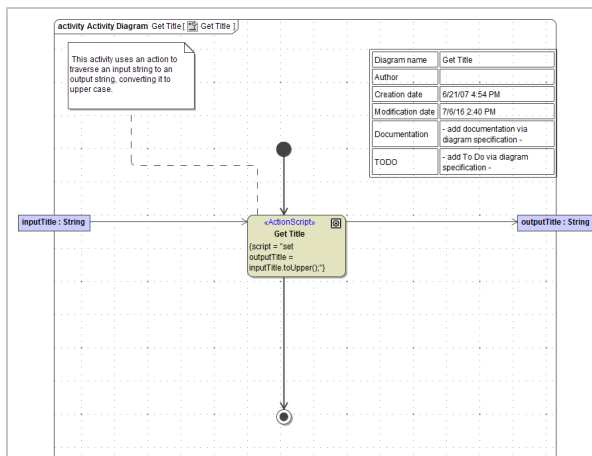 activity Activity Diagram Get Title [ Get Title ]
This activity uses an action to
traverse an input string to an
output string, converting it to
upper case.
Diagram name Get Title
Author
Creation date 6/21/07 4:54 PM
Modification date 7/6/16 2:40 PM
Documentation - add documentation via
diagram specification -
TODO - add To Do via diagram
specification -
inputTitle : String
«ActionScript»
Get Title
{script = "set
outputTitle =
inputTitle.toUpper();"}
outputTitle : String